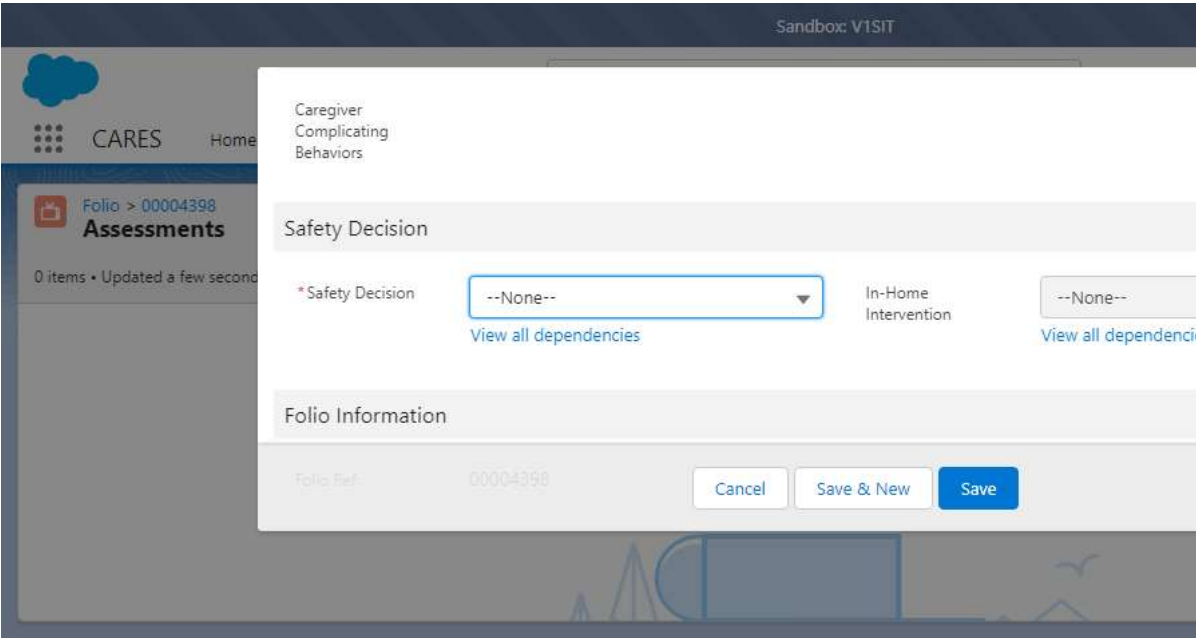 Sandbox: V1SIT
CARES
Home
Folio > 00004398
Assessments
0 items • Updated a few second
Caregiver
Complicating
Behaviors
Safety Decision
*Safety Decision
--None--
View all dependencies
In-Home
Intervention
--None--
View all dependencie
Folio Information
Folio Ref
00004398
Cancel
Save & New
Save